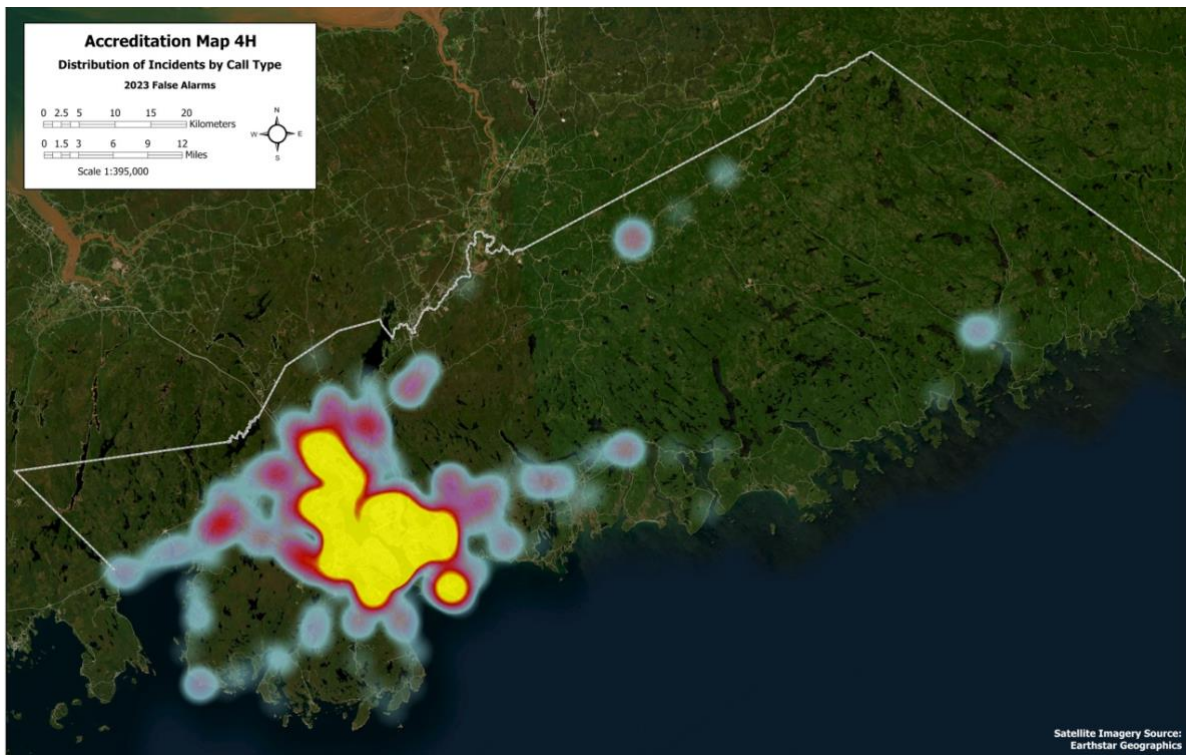 Accreditation Map 4H
Distribution of Incidents by Call Type
2023 False Alarms
0 2.5 5 10 15 20
Kilometers
0 1.5 3 6 9 12
Miles
Scale 1:395,000
N
W E
S
Satellite Imagery Source:
Earthstar Geographics